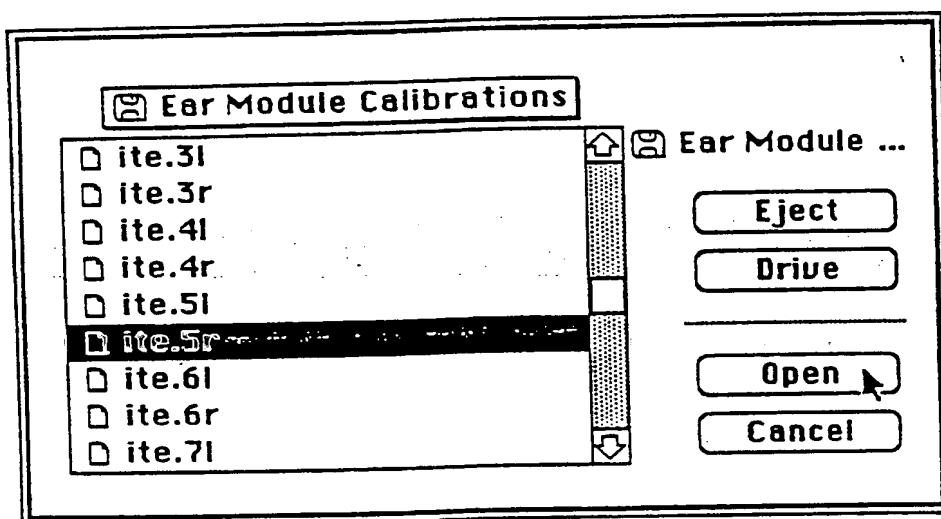 Ear Module Calibrations
ite.3l
ite.3r
ite.4l
ite.4r
ite.5l
ite.5r
ite.6l
ite.6r
ite.7l
Ear Module ...
Eject
Drive
Open
Cancel